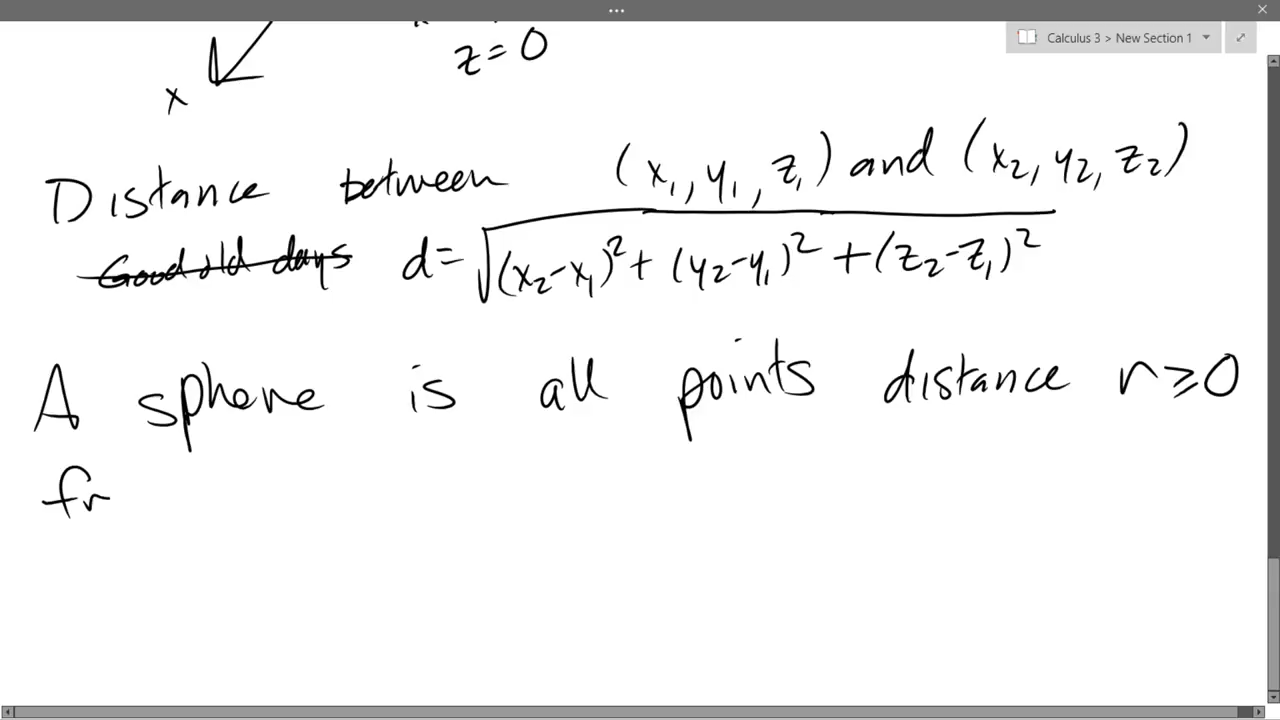 Calculus 3 > New Section 1
z = 0
x
Distance between (x₁, y₁, z₁) and (x₂, y₂, z₂)
Good old days d = √((x₂-x₁)² + (y₂-y₁)² + (z₂-z₁)²)
A sphere is all points distance r ≥ 0
fr